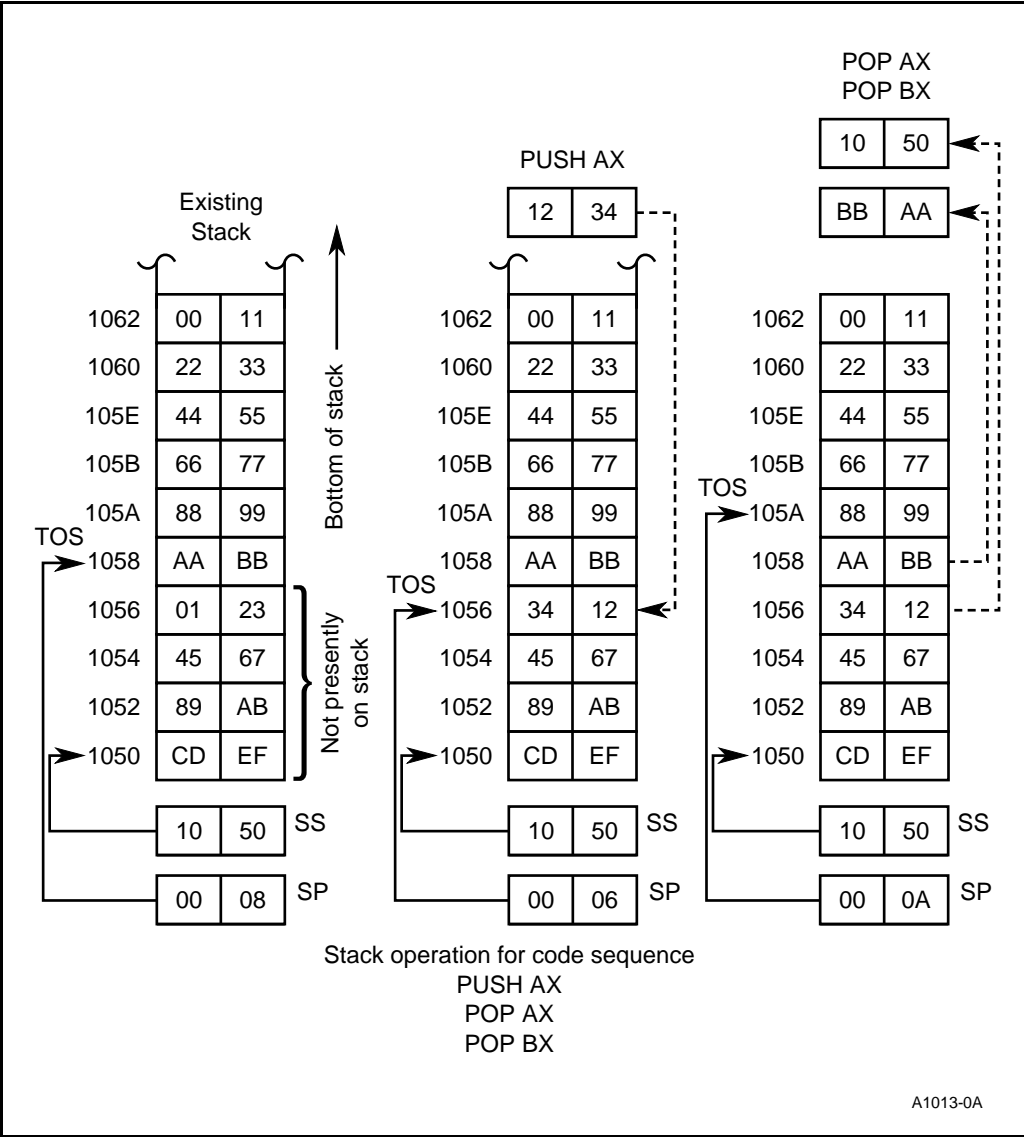 POP AX
POP BX
10 50
PUSH AX
12 34
BB AA
Existing
Stack
1062 00 11
1060 22 33
105E 44 55
105B 66 77
105A 88 99
TOS
1058 AA BB
1056 01 23
1054 45 67
1052 89 AB
1050 CD EF
Bottom of stack
Not presently
on stack
10 50 SS
00 08 SP
1062 00 11
1060 22 33
105E 44 55
105B 66 77
105A 88 99
1058 AA BB
TOS
1056 34 12
1054 45 67
1052 89 AB
1050 CD EF
10 50 SS
00 06 SP
1062 00 11
1060 22 33
105E 44 55
105B 66 77
TOS
105A 88 99
1058 AA BB
1056 34 12
1054 45 67
1052 89 AB
1050 CD EF
10 50 SS
00 0A SP
Stack operation for code sequence
PUSH AX
POP AX
POP BX
A1013-0A